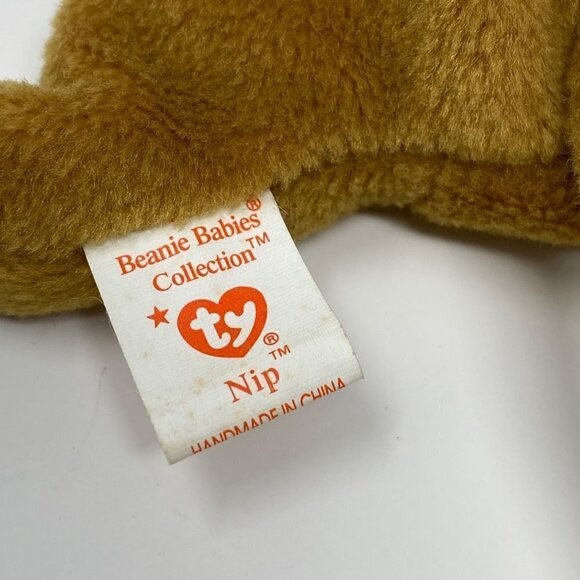 Beanie Babies®
Collection™
ty®
Nip™
HANDMADE IN CHINA